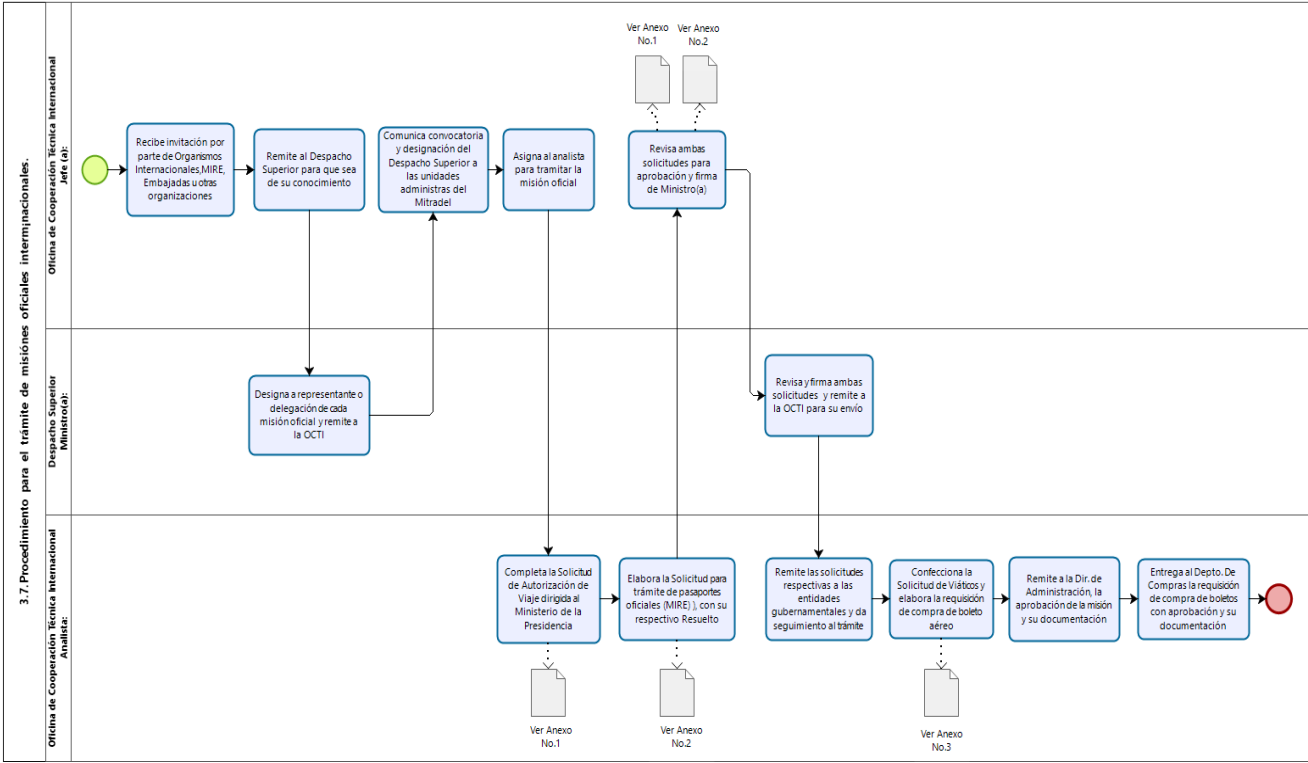 3.7.Procedimiento para el trámite de misiónes oficiales interm¡nacionales.
Oficina de Cooperación Técnica Internacional
Jefe (a):
Ver Anexo
No.1
Ver Anexo
No.2
Recibe invitación por
parte de Organismos
Internacionales,MIRE,
Embajadas u otras
organizaciones
Remite al Despacho
Superior para que sea
de su conocimiento
Comunica convocatoria
y designación del
Despacho Superior a
las unidades
administras del
Mitradel
Asigna al analista
para tramitar la
misión oficial
Revisa ambas
solicitudes para
aprobación y firma
de Ministro(a)
Despacho Superior
Ministro(a):
Designa a representante o
delegación de cada
misión oficial y remite a
la OCTI
Revisa y firma ambas
solicitudes y remite a
la OCTI para su envío
Oficina de Cooperación Técnica Internacional
Analista:
Completa la Solicitud
de Autorización de
Viaje dirigida al
Ministerio de la
Presidencia
Elabora la Solicitud para
trámite de pasaportes
oficiales (MIRE) ), con su
respectivo Resuelto
Remite las solicitudes
respectivas a las
entidades
gubernamentales y da
seguimiento al trámite
Confecciona la
Solicitud de Viáticos y
elabora la requisición
de compra de boleto
aéreo
Remite a la Dir. de
Administración, la
aprobación de la misión
y su documentación
Entrega al Depto. De
Compras la requisición
de compra de boletos
con aprobación y su
documentación
Ver Anexo
No.1
Ver Anexo
No.2
Ver Anexo
No.3